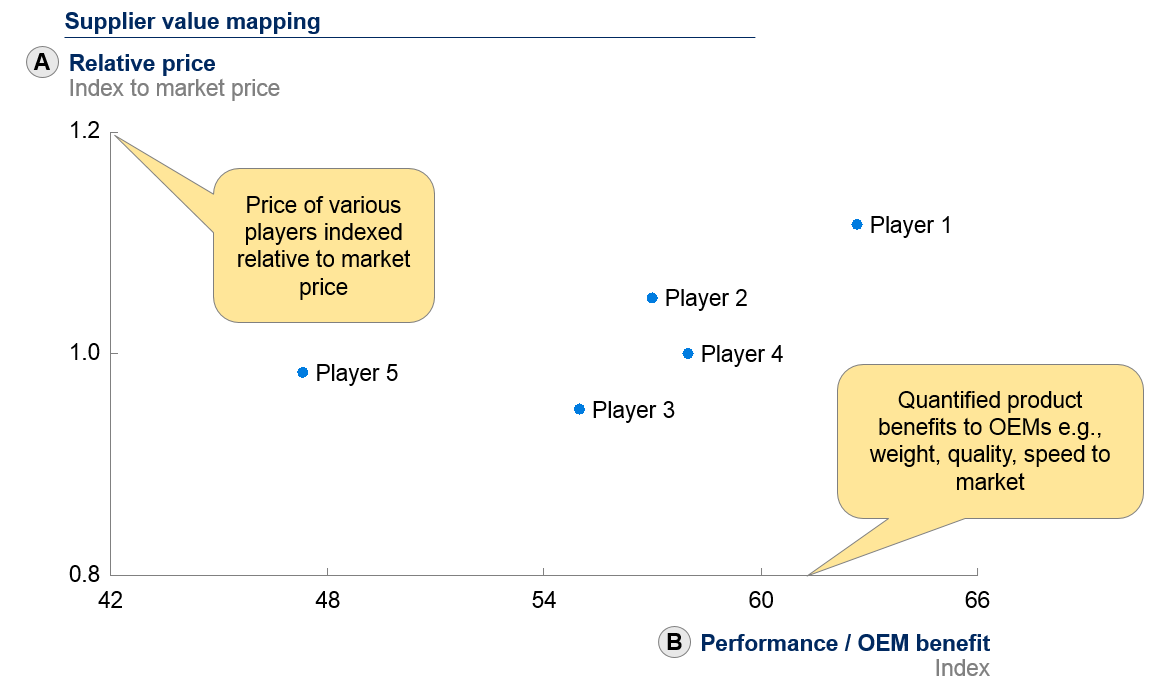 Supplier value mapping
A Relative price
Index to market price
1.2
Price of various
players indexed
relative to market
price
Player 1
Player 2
1.0
Player 4
Player 5
Player 3
Quantified product
benefits to OEMs e.g.,
weight, quality, speed to
market
0.8
42 48 54 60 66
B Performance / OEM benefit
Index